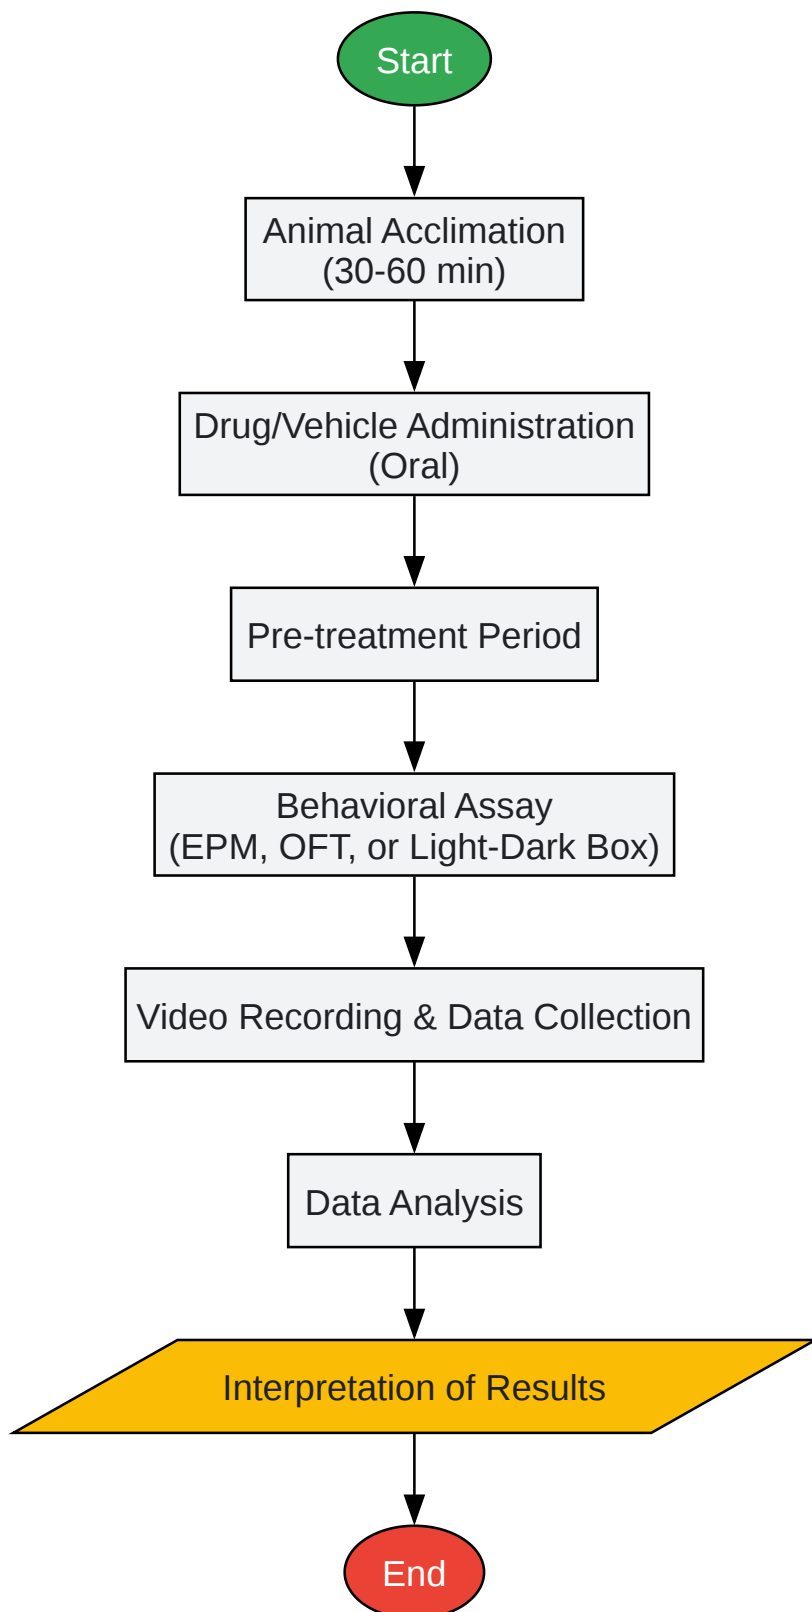 Start
Animal Acclimation
(30-60 min)
Drug/Vehicle Administration
(Oral)
Pre-treatment Period
Behavioral Assay
(EPM, OFT, or Light-Dark Box)
Video Recording & Data Collection
Data Analysis
Interpretation of Results
End